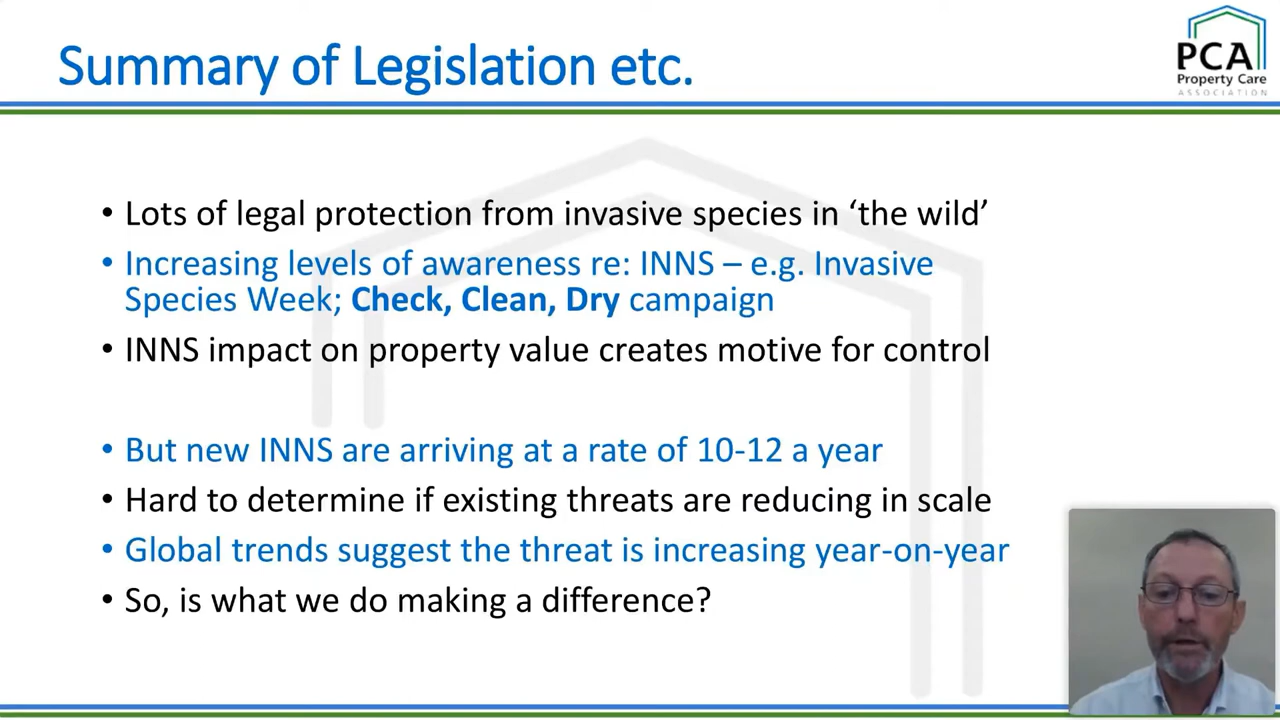 Summary of Legislation etc.
PCA
Property Care
ASSOCIATION
• Lots of legal protection from invasive species in ‘the wild’
• Increasing levels of awareness re: INNS – e.g. Invasive
Species Week; Check, Clean, Dry campaign
• INNS impact on property value creates motive for control
• But new INNS are arriving at a rate of 10-12 a year
• Hard to determine if existing threats are reducing in scale
• Global trends suggest the threat is increasing year-on-year
• So, is what we do making a difference?